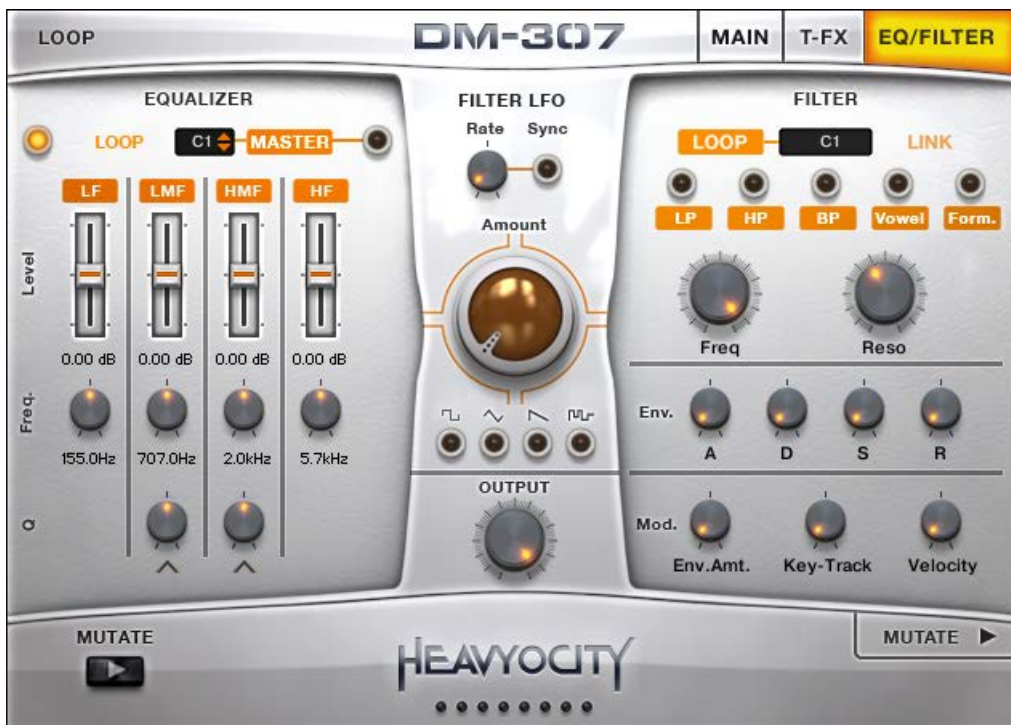 LOOP
DM-307
MAIN
T-FX
EQ/FILTER
EQUALIZER
LOOP C1 MASTER
LF LMF HMF HF
Level
0.00 dB 0.00 dB 0.00 dB 0.00 dB
Freq.
155.0Hz 707.0Hz 2.0kHz 5.7kHz
Q
FILTER LFO
Rate Sync
Amount
OUTPUT
FILTER
LOOP C1 LINK
LP HP BP Vowel Form.
Freq Reso
Env.
A D S R
Mod.
Env.Amt. Key-Track Velocity
MUTATE
HEAVYOCITY
MUTATE